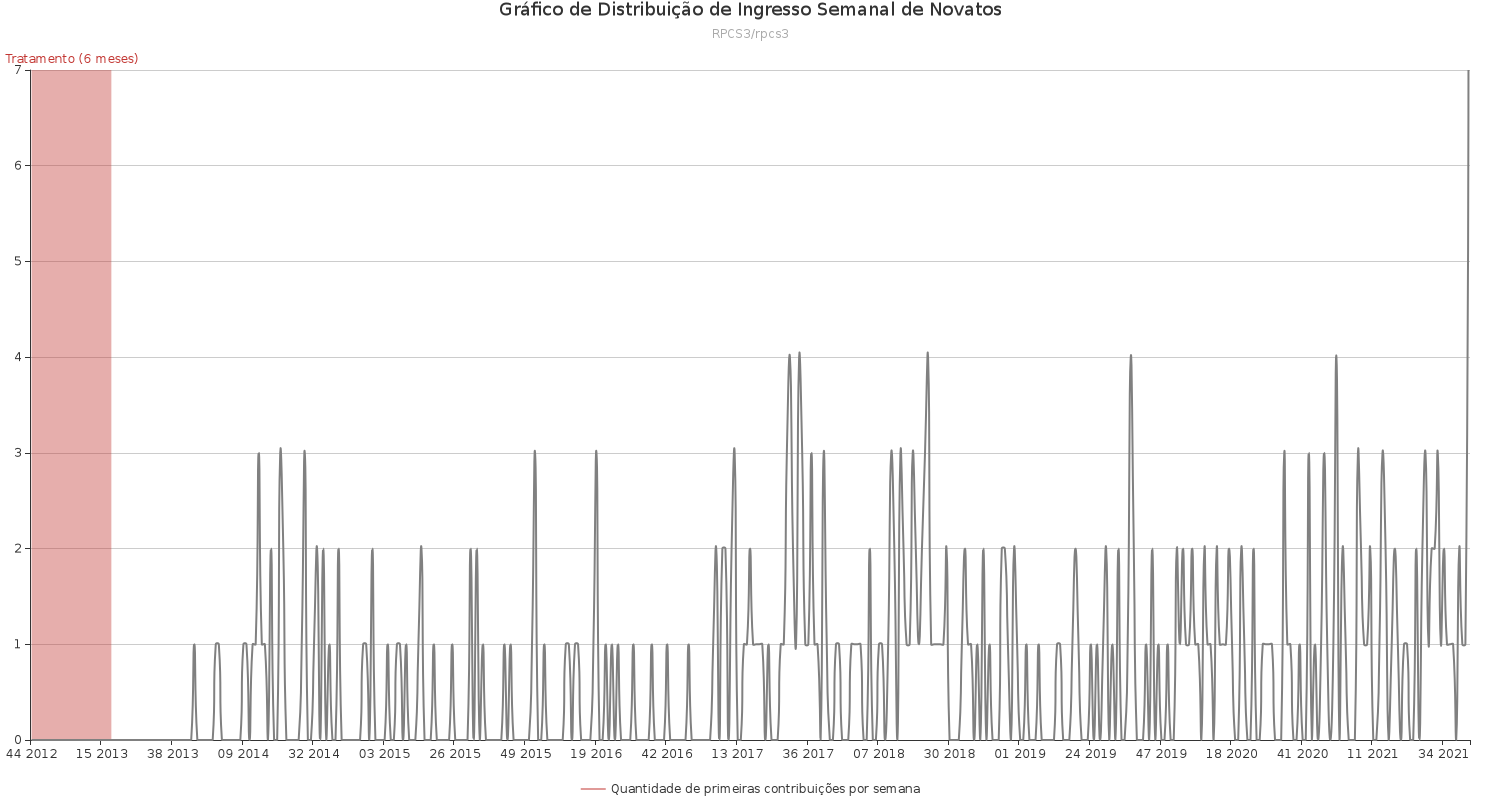 Gráfico de Distribuição de Ingresso Semanal de Novatos
RPCS3/rpcs3
Tratamento (6 meses)
7
6
5
4
3
2
1
0
44 2012 15 2013 38 2013 09 2014 32 2014 03 2015 26 2015 49 2015 19 2016 42 2016 13 2017 36 2017 07 2018 30 2018 01 2019 24 2019 47 2019 18 2020 41 2020 11 2021 34 2021
Quantidade de primeiras contribuições por semana